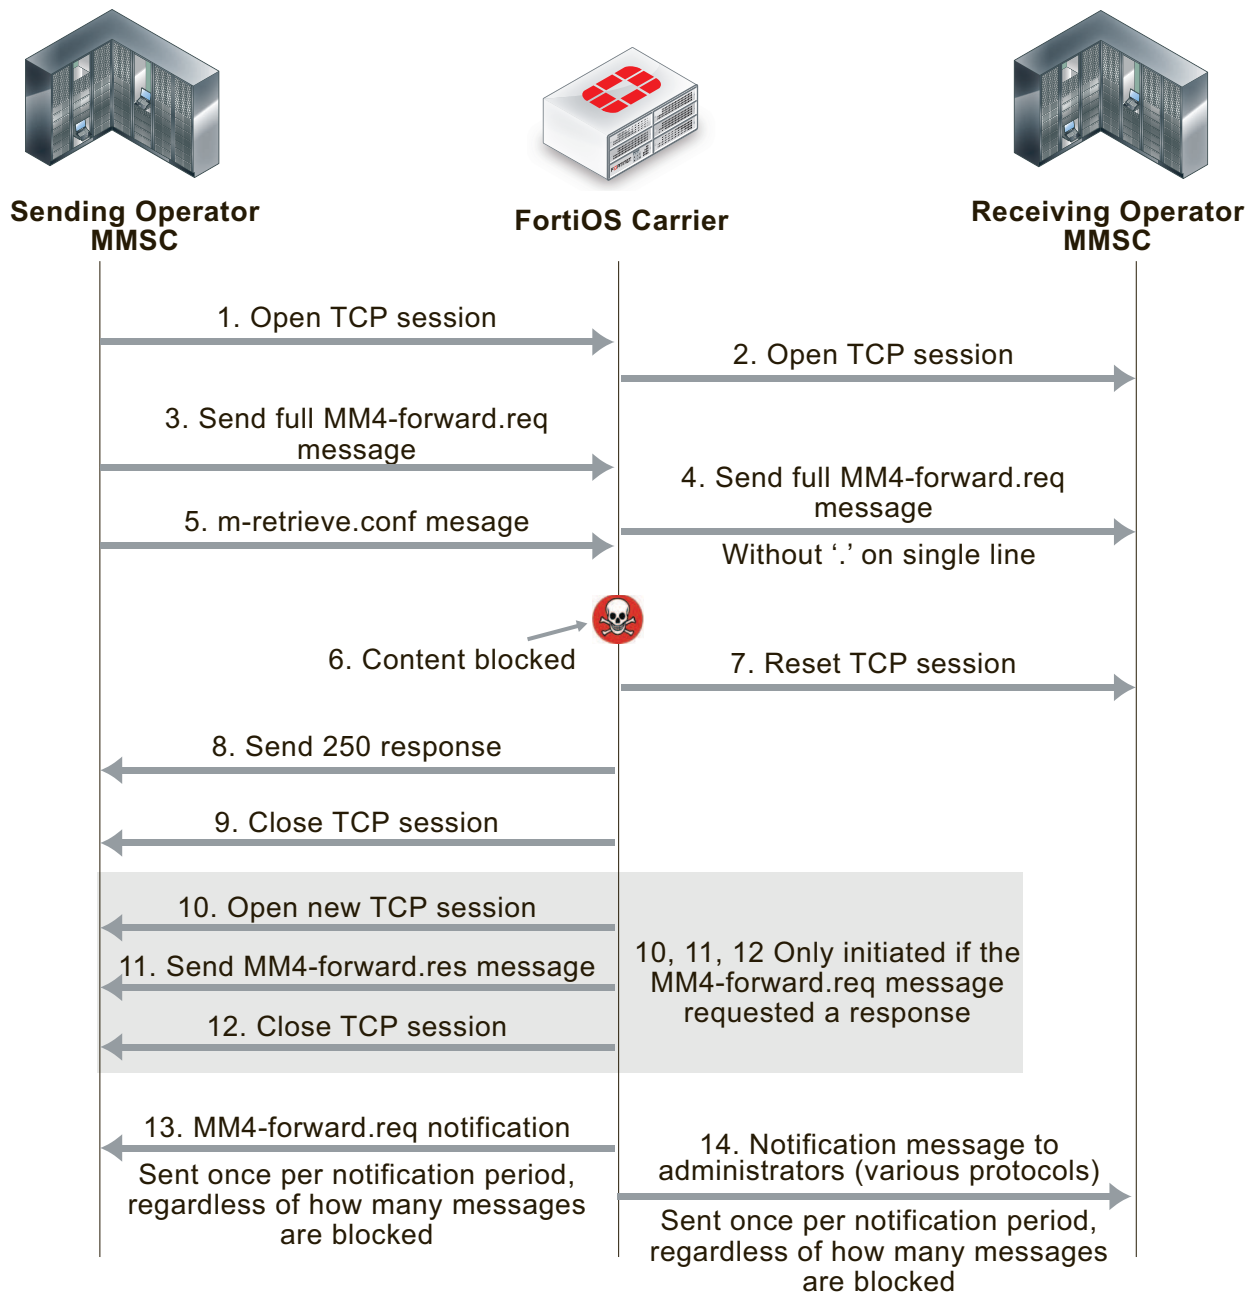 Sending Operator
MMSC
FORTINET
FortiOS Carrier
Receiving Operator
MMSC
1. Open TCP session
2. Open TCP session
3. Send full MM4-forward.req
message
4. Send full MM4-forward.req
message
Without ‘.’ on single line
5. m-retrieve.conf mesage
6. Content blocked
7. Reset TCP session
8. Send 250 response
9. Close TCP session
10. Open new TCP session
11. Send MM4-forward.res message
12. Close TCP session
10, 11, 12 Only initiated if the
MM4-forward.req message
requested a response
13. MM4-forward.req notification
Sent once per notification period,
regardless of how many messages
are blocked
14. Notification message to
administrators (various protocols)
Sent once per notification period,
regardless of how many messages
are blocked